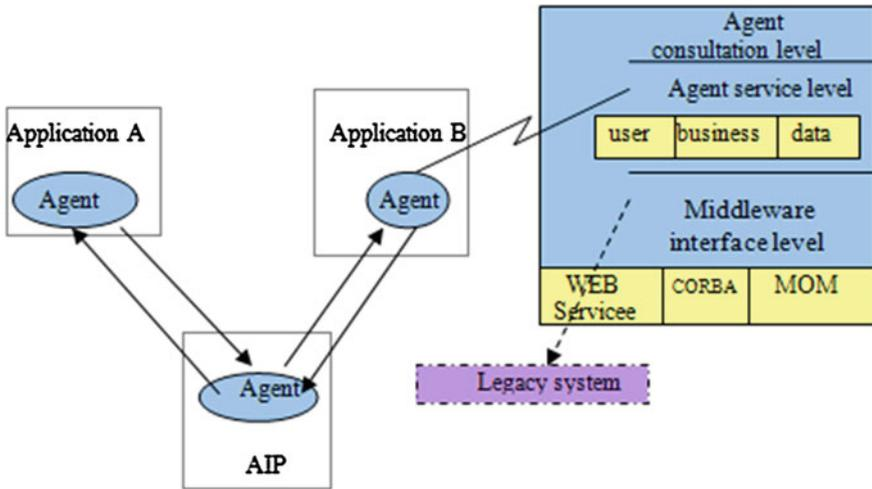 Application A
Agent
Application B
Agent
Agent
AIP
Agent
consultation level
Agent service level
user business data
Middleware
interface level
WEB
Servicee
CORBA
MOM
Legacy system